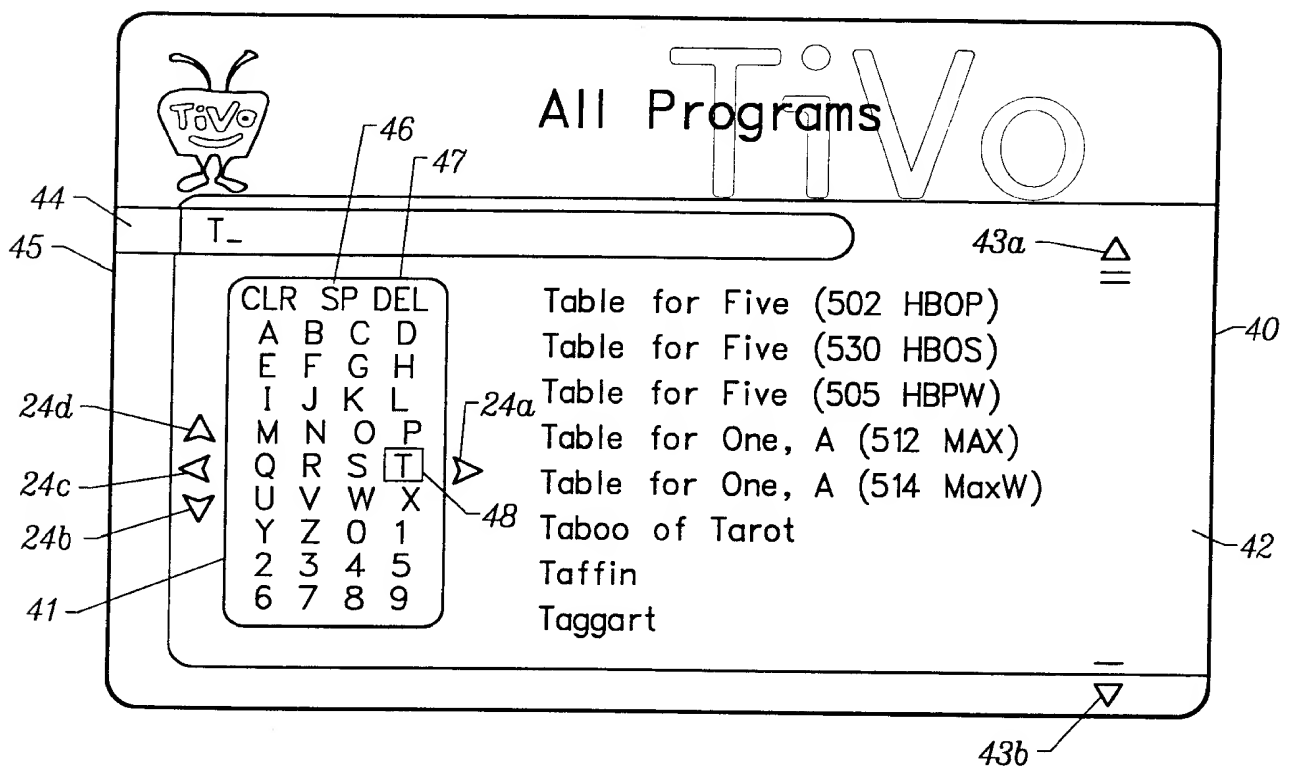 TiVo
TiVo
All Programs
46
47
44
T_
43a
45
CLR SP DEL
A B C D
E F G H
I J K L
M N O P
Q R S T
U V W X
Y Z 0 1
2 3 4 5
6 7 8 9
Table for Five (502 HBOP)
Table for Five (530 HBOS)
Table for Five (505 HBPW)
Table for One, A (512 MAX)
Table for One, A (514 MaxW)
Taboo of Tarot
Taffin
Taggart
40
24d
24a
24c
48
24b
42
41
43b